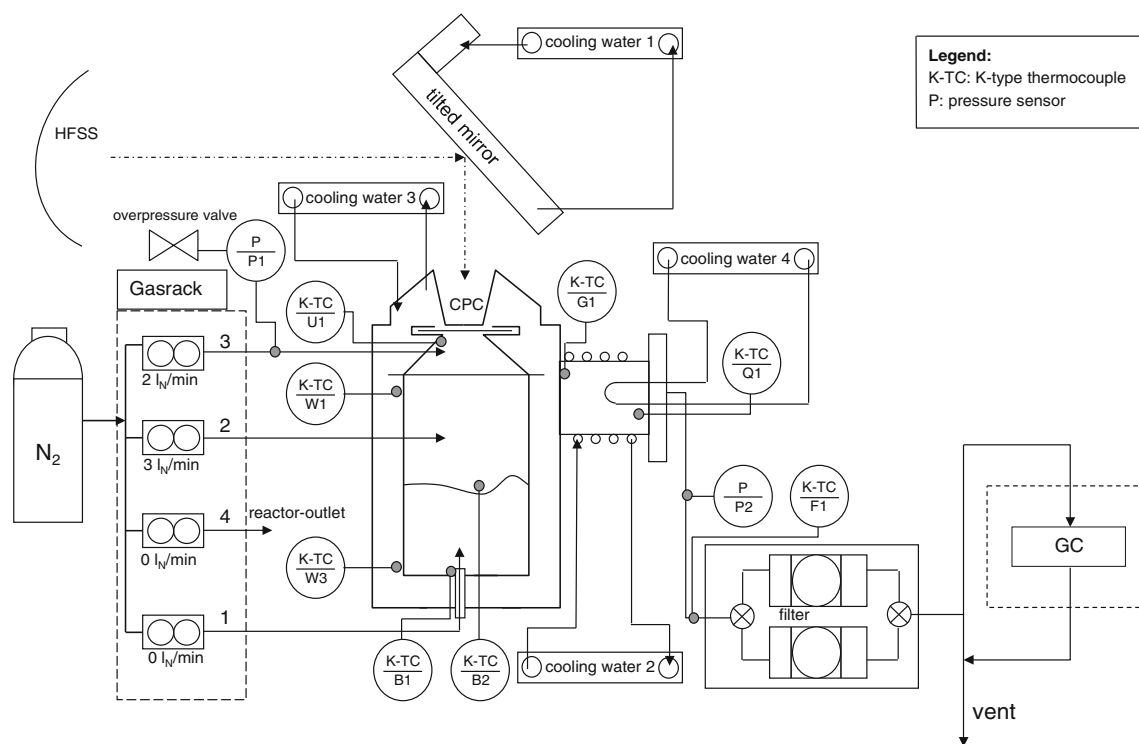 cooling water 1
Legend:
K-TC: K-type thermocouple
P: pressure sensor
HFSS
tilted mirror
cooling water 3
overpressure valve
P
P1
cooling water 4
Gasrack
K-TC
U1
CPC
K-TC
G1
3
2 lN/min
K-TC
W1
K-TC
Q1
N2
2
3 lN/min
P
P2
K-TC
F1
4
reactor-outlet
0 lN/min
K-TC
W3
GC
1
0 lN/min
filter
K-TC
B1
K-TC
B2
cooling water 2
vent